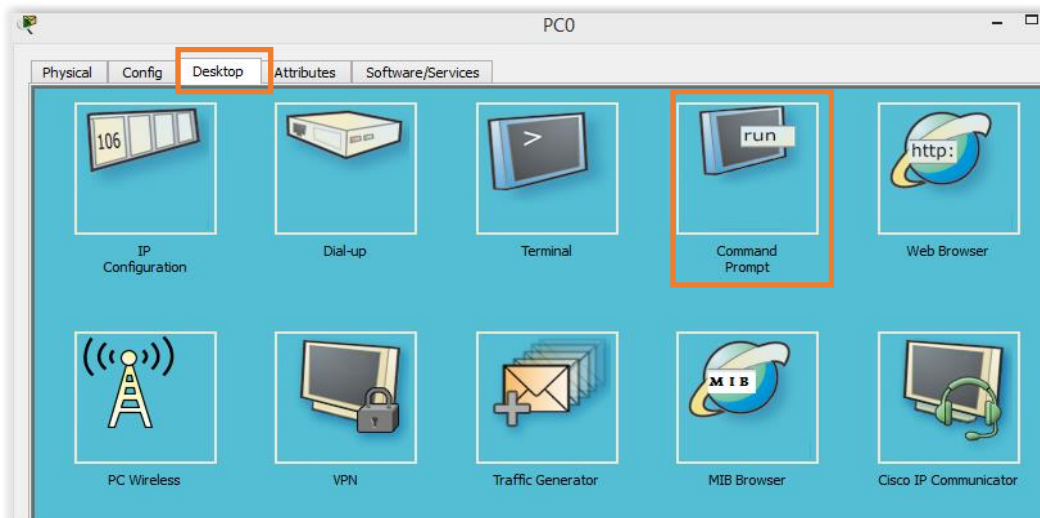 PC0
Physical Config Desktop Attributes Software/Services
106
>
run
http:
IP
Configuration
Dial-up
Terminal
Command
Prompt
Web Browser
MIB
PC Wireless
VPN
Traffic Generator
MIB Browser
Cisco IP Communicator